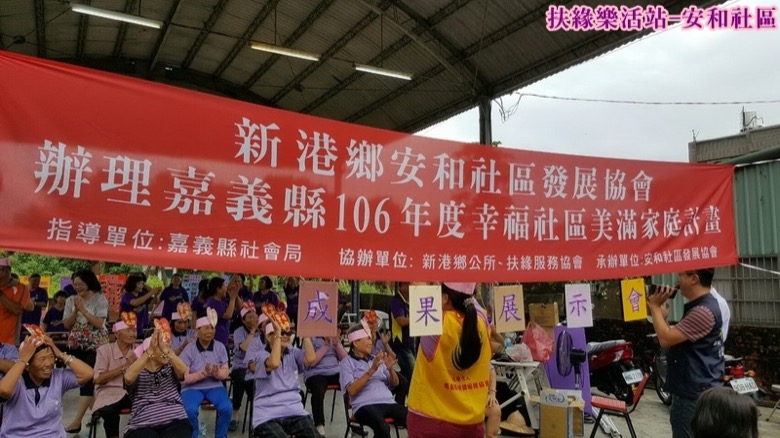 扶緣樂活站-安和社區
新港鄉安和社區發展協會
辦理嘉義縣106年度幸福社區美滿家庭計畫
指導單位:嘉義縣社會局 協辦單位:新港鄉公所、扶緣服務協會 承辦單位:安和社區發展協會
成果展示會